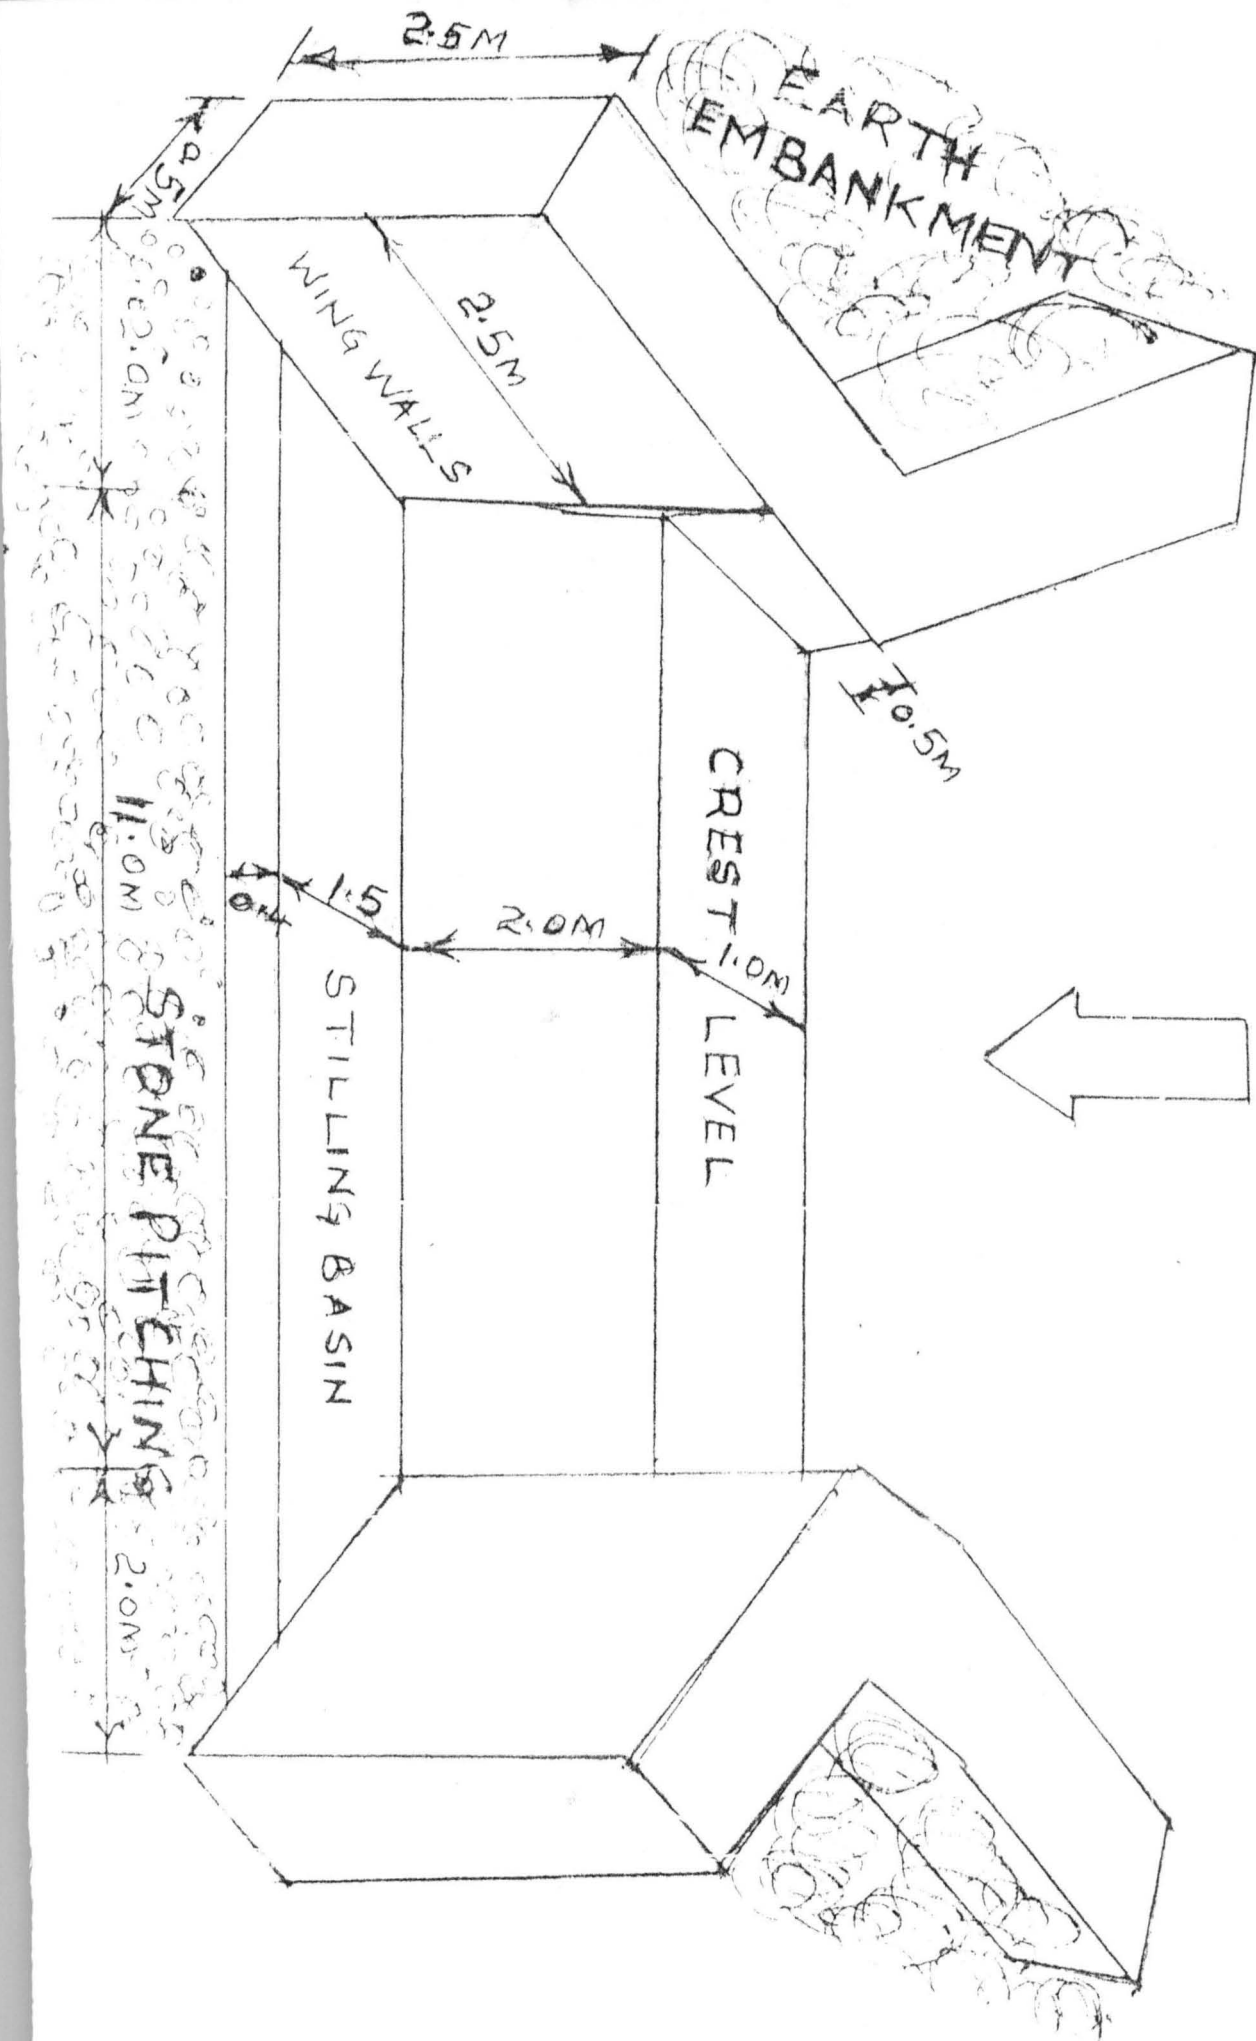 2.5M
EARTH
EMBANKMENT
0.5M
2.0M
WING WALLS
2.5M
0.5M
CREST LEVEL
1.0M
2.0M
1.5
0.4
STILLING BASIN
11.0M
STONE PITCHING
2.0M